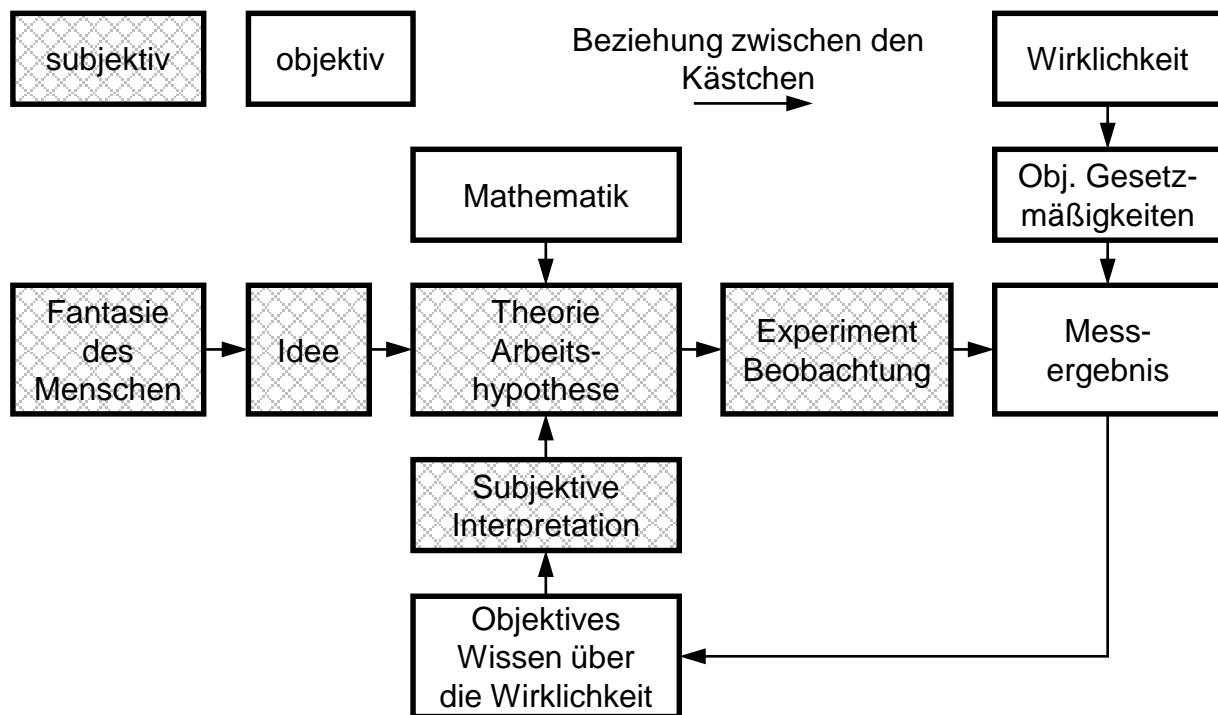 subjektiv
objektiv
Beziehung zwischen den
Kästchen
Wirklichkeit
Mathematik
Obj. Gesetz-
mäßigkeiten
Fantasie
des
Menschen
Idee
Theorie
Arbeits-
hypothese
Experiment
Beobachtung
Mess-
ergebnis
Subjektive
Interpretation
Objektives
Wissen über
die Wirklichkeit